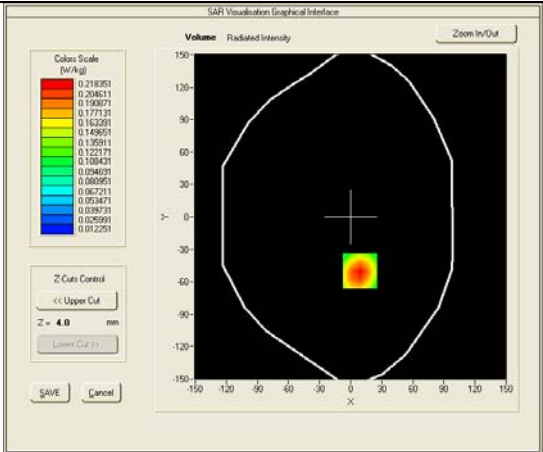 SAR Visualisation Graphical Interface
Volume Radiated Intensity
Zoom In/Out
Colors Scale
(W/kg)
0.218351
0.204611
0.190871
0.177131
0.163391
0.149651
0.135911
0.122171
0.108431
0.094691
0.080951
0.067211
0.053471
0.039731
0.025991
0.012251
150
120
90
60
30
0
-30
-60
-90
-120
-150
Y
-150 -120 -90 -60 -30 0 30 60 90 120 150
X
Z-Cuts Control
<< Upper Cut
Z = 4.0 mm
Lower Cut >>
SAVE Cancel